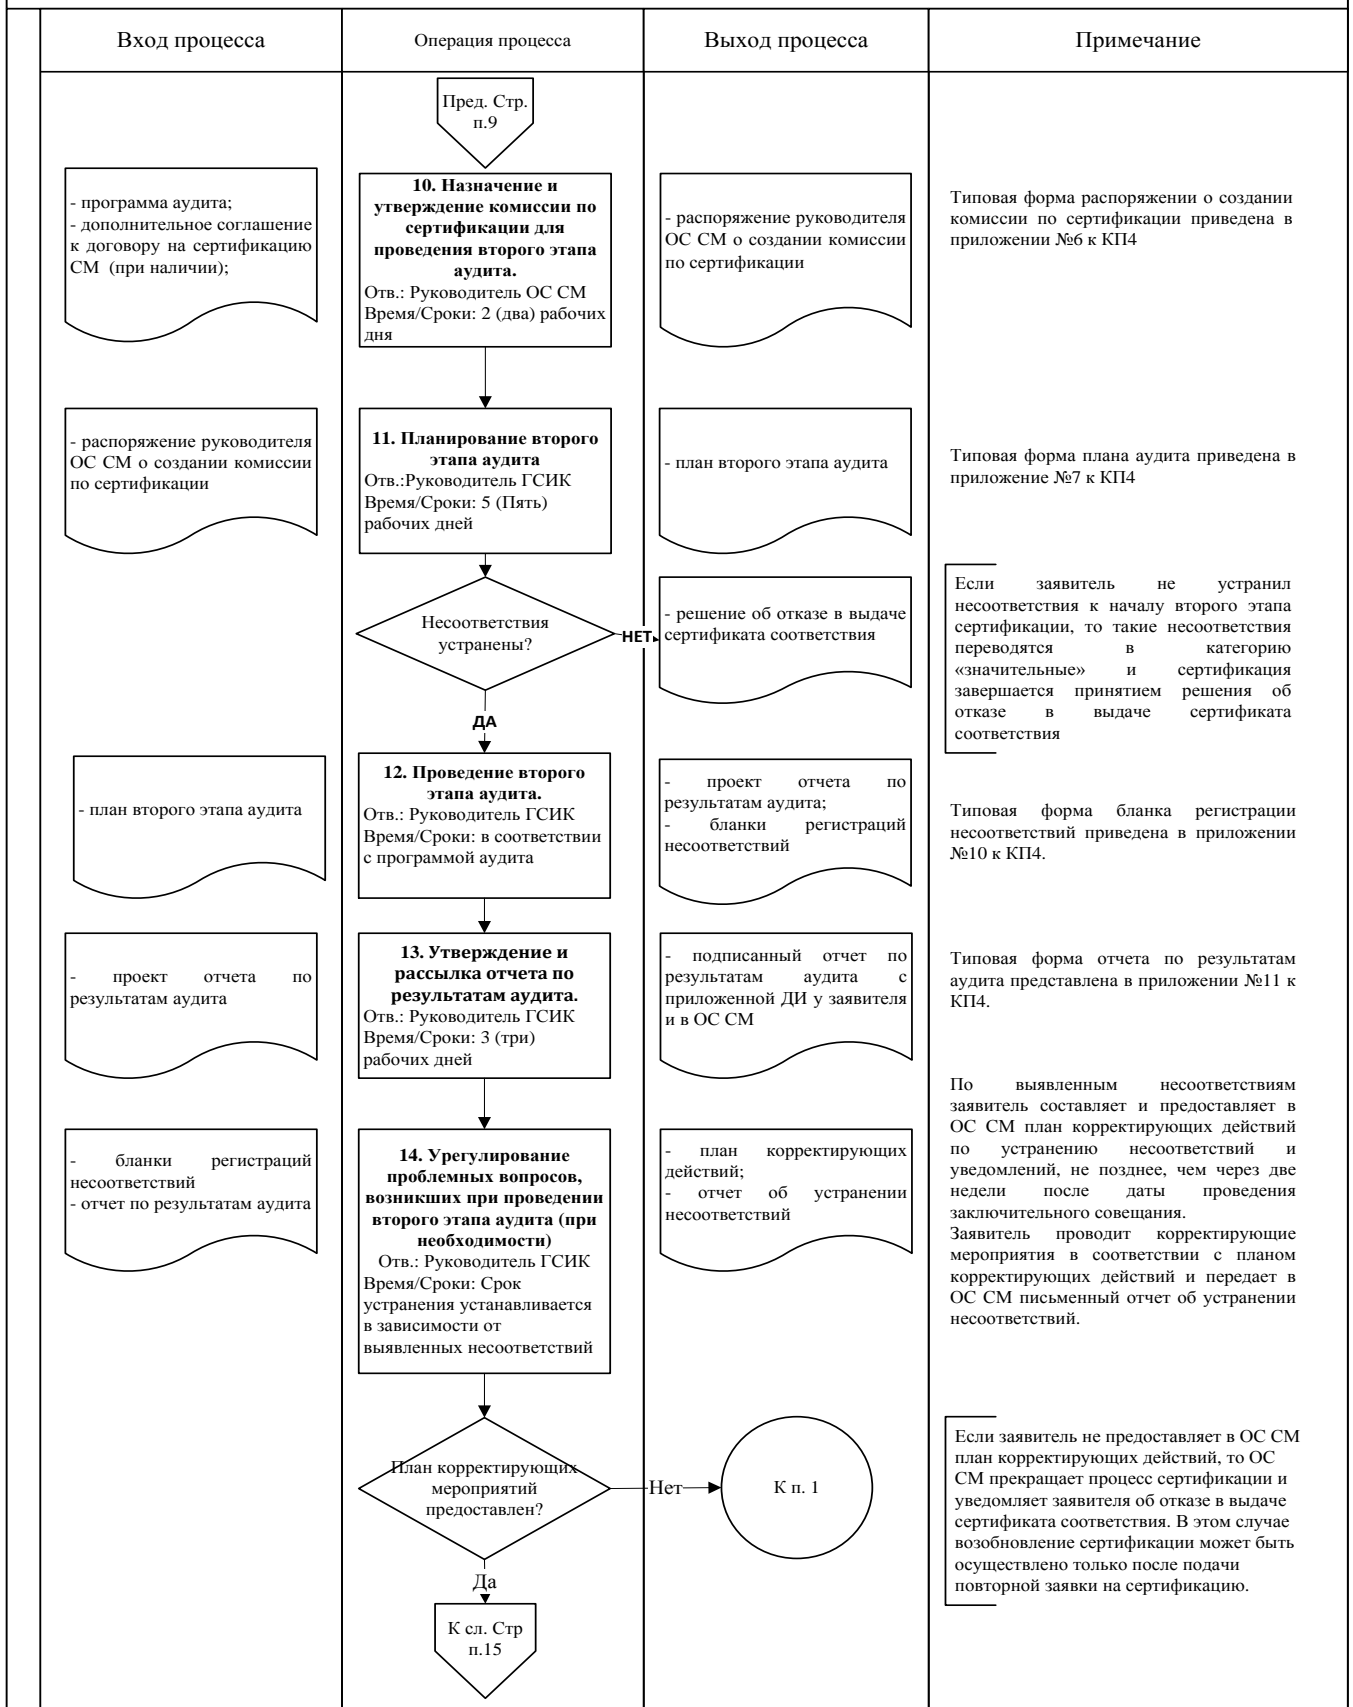 Вход процесса
Операция процесса
Выход процесса
Примечание
Пред. Стр.
п.9
- программа аудита;
- дополнительное соглашение
к договору на сертификацию
СМ (при наличии);
10. Назначение и
утверждение комиссии по
сертификации для
проведения второго этапа
аудита.
Отв.: Руководитель ОС СМ
Время/Сроки: 2 (два) рабочих
дня
- распоряжение руководителя
ОС СМ о создании комиссии
по сертификации
Типовая форма распоряжении о создании
комиссии по сертификации приведена в
приложении №6 к КП4
- распоряжение руководителя
ОС СМ о создании комиссии
по сертификации
11. Планирование второго
этапа аудита
Отв.:Руководитель ГСИК
Время/Сроки: 5 (Пять)
рабочих дней
- план второго этапа аудита
Типовая форма плана аудита приведена в
приложение №7 к КП4
Несоответствия
устранены?
НЕТ
- решение об отказе в выдаче
сертификата соответствия
Если заявитель не устранил
несоответствия к началу второго этапа
сертификации, то такие несоответствия
переводятся в категорию
«значительные» и сертификация
завершается принятием решения об
отказе в выдаче сертификата
соответствия
ДА
- план второго этапа аудита
12. Проведение второго
этапа аудита.
Отв.: Руководитель ГСИК
Время/Сроки: в соответствии
с программой аудита
- проект отчета по
результатам аудита;
- бланки регистраций
несоответствий
Типовая форма бланка регистрации
несоответствий приведена в приложении
№10 к КП4.
- проект отчета по
результатам аудита
13. Утверждение и
рассылка отчета по
результатам аудита.
Отв.: Руководитель ГСИК
Время/Сроки: 3 (три)
рабочих дней
- подписанный отчет по
результатам аудита с
приложенной ДИ у заявителя
и в ОС СМ
Типовая форма отчета по результатам
аудита представлена в приложении №11 к
КП4.
- бланки регистраций
несоответствий
- отчет по результатам аудита
14. Урегулирование
проблемных вопросов,
возникших при проведении
второго этапа аудита (при
необходимости)
Отв.: Руководитель ГСИК
Время/Сроки: Срок
устранения устанавливается
в зависимости от
выявленных несоответствий
- план корректирующих
действий;
- отчет об устранении
несоответствий
По выявленным несоответствиям
заявитель составляет и предоставляет в
ОС СМ план корректирующих действий
по устранению несоответствий и
уведомлений, не позднее, чем через две
недели после даты проведения
заключительного совещания.
Заявитель проводит корректирующие
мероприятия в соответствии с планом
корректирующих действий и передает в
ОС СМ письменный отчет об устранении
несоответствий.
План корректирующих
мероприятий
предоставлен?
Нет
К п. 1
Если заявитель не предоставляет в ОС СМ
план корректирующих действий, то ОС
СМ прекращает процесс сертификации и
уведомляет заявителя об отказе в выдаче
сертификата соответствия. В этом случае
возобновление сертификации может быть
осуществлено только после подачи
повторной заявки на сертификацию.
Да
К сл. Стр
п.15